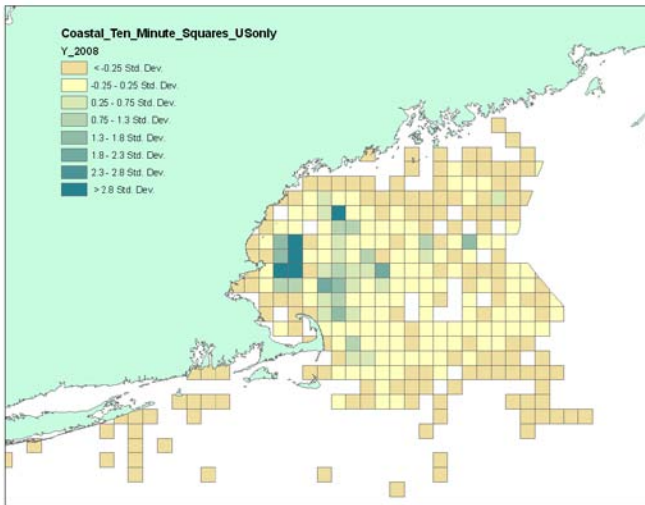 Coastal_Ten_Minute_Squares_USonly
Y_2008
< -0.25 Std. Dev.
-0.25 - 0.25 Std. Dev.
0.25 - 0.75 Std. Dev.
0.75 - 1.3 Std. Dev.
1.3 - 1.8 Std. Dev.
1.8 - 2.3 Std. Dev.
2.3 - 2.8 Std. Dev.
> 2.8 Std. Dev.